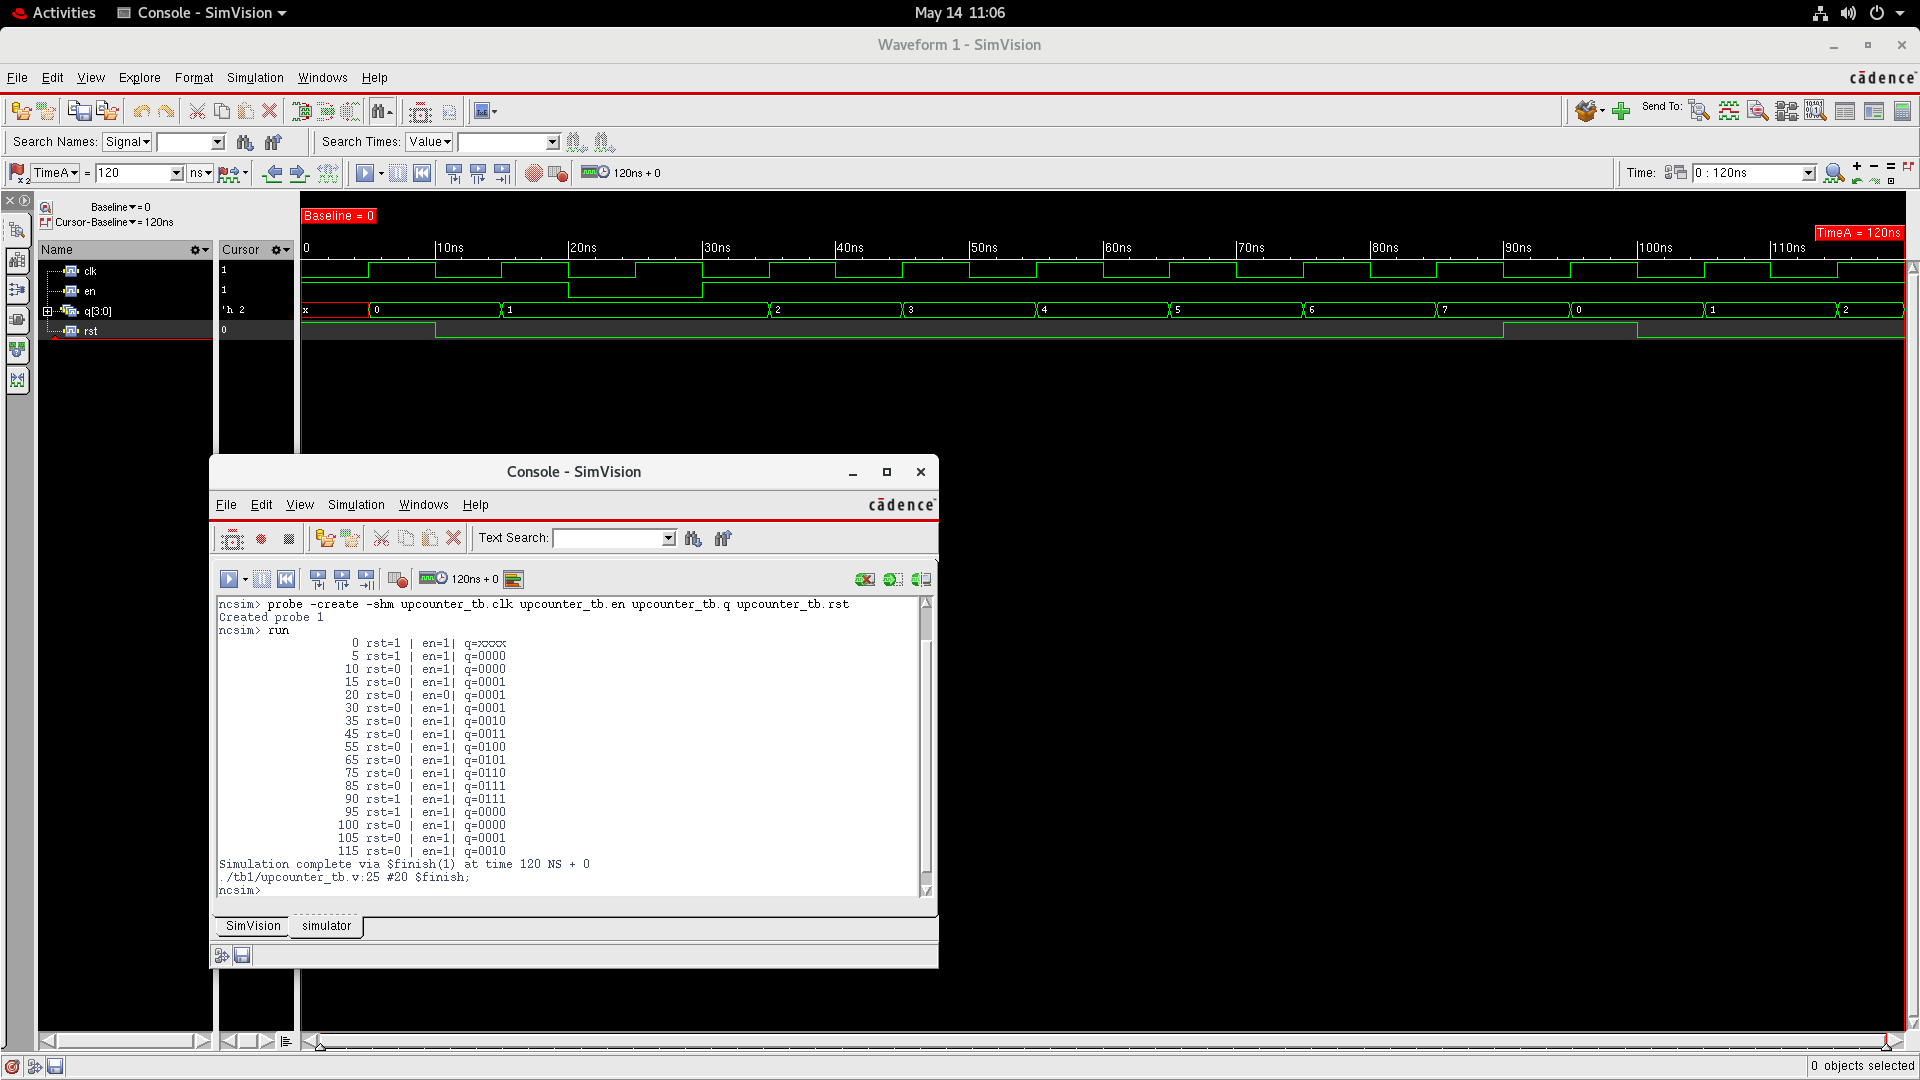 Activities Console - SimVision May 14 11:06
Waveform 1 - SimVision
File Edit View Explore Format Simulation Windows Help cādence
Send To:
Search Names: Signal Search Times: Value
TimeA = 120 ns 120ns + 0 Time: 0 : 120ns
Baseline = 0
Cursor-Baseline = 120ns
Baseline = 0
TimeA = 120ns
Name Cursor 0 10ns 20ns 30ns 40ns 50ns 60ns 70ns 80ns 90ns 100ns 110ns
clk 1
en 1
q[3:0] 'h 2 x 0 1 2 3 4 5 6 7 0 1 2
rst 0
Console - SimVision
File Edit View Simulation Windows Help cādence
Text Search:
120ns + 0
ncsim> probe -create -shm upcounter_tb.clk upcounter_tb.en upcounter_tb.q upcounter_tb.rst
Created probe 1
ncsim> run
0 rst=1 | en=1| q=xxxx
5 rst=1 | en=1| q=0000
10 rst=0 | en=1| q=0000
15 rst=0 | en=1| q=0001
20 rst=0 | en=0| q=0001
30 rst=0 | en=1| q=0001
35 rst=0 | en=1| q=0010
45 rst=0 | en=1| q=0011
55 rst=0 | en=1| q=0100
65 rst=0 | en=1| q=0101
75 rst=0 | en=1| q=0110
85 rst=0 | en=1| q=0111
90 rst=1 | en=1| q=0111
95 rst=1 | en=1| q=0000
100 rst=0 | en=1| q=0000
105 rst=0 | en=1| q=0001
115 rst=0 | en=1| q=0010
Simulation complete via $finish(1) at time 120 NS + 0
./tb1/upcounter_tb.v:25 #20 $finish;
ncsim>
SimVision simulator
0 objects selected